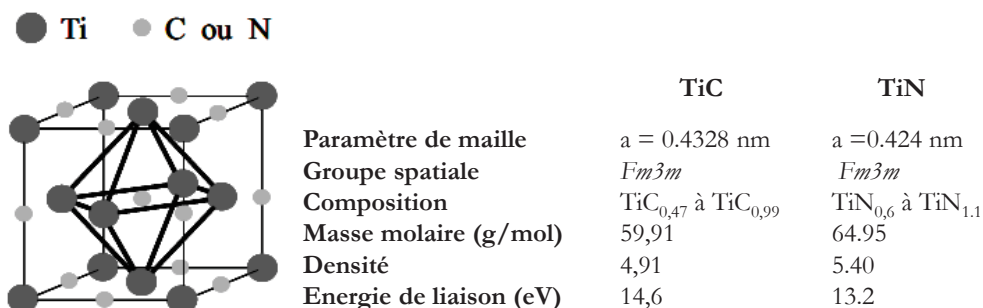 Ti C ou N
TiC TiN
Paramètre de maille a = 0.4328 nm a =0.424 nm
Groupe spatiale Fm3m Fm3m
Composition TiC0,47 à TiC0,99 TiN0,6 à TiN1.1
Masse molaire (g/mol) 59,91 64.95
Densité 4,91 5.40
Energie de liaison (eV) 14,6 13.2